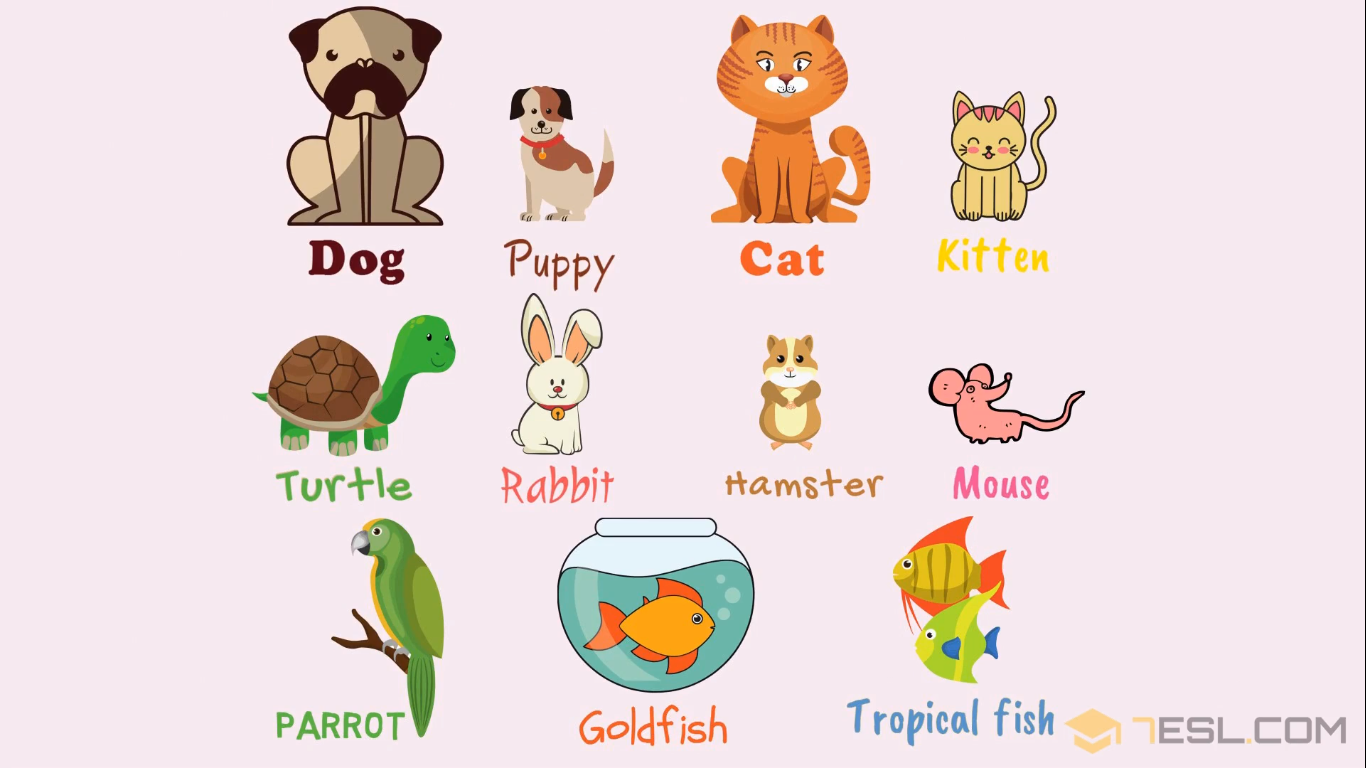 Dog
Puppy
Cat
Kitten
Turtle
Rabbit
Hamster
Mouse
PARROT
Goldfish
Tropical fish
7ESL.COM